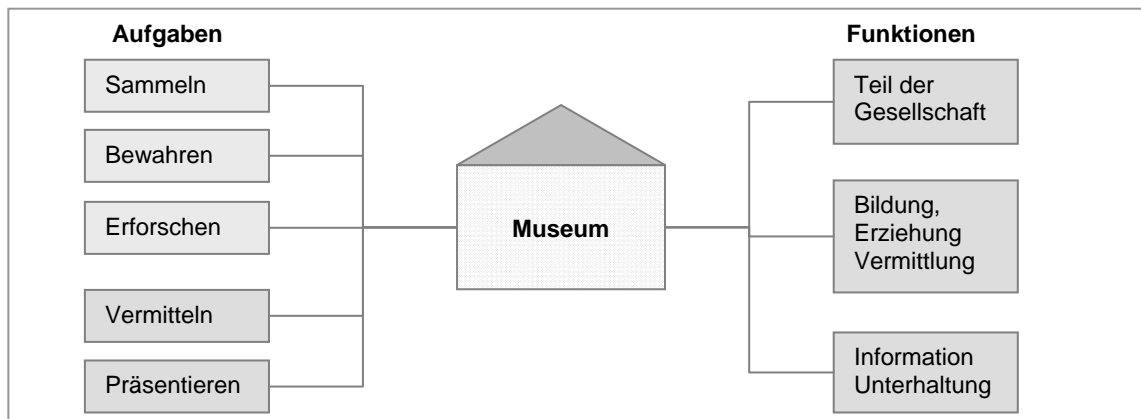 Aufgaben
Sammeln
Bewahren
Erforschen
Vermitteln
Präsentieren
Museum
Funktionen
Teil der
Gesellschaft
Bildung,
Erziehung
Vermittlung
Information
Unterhaltung